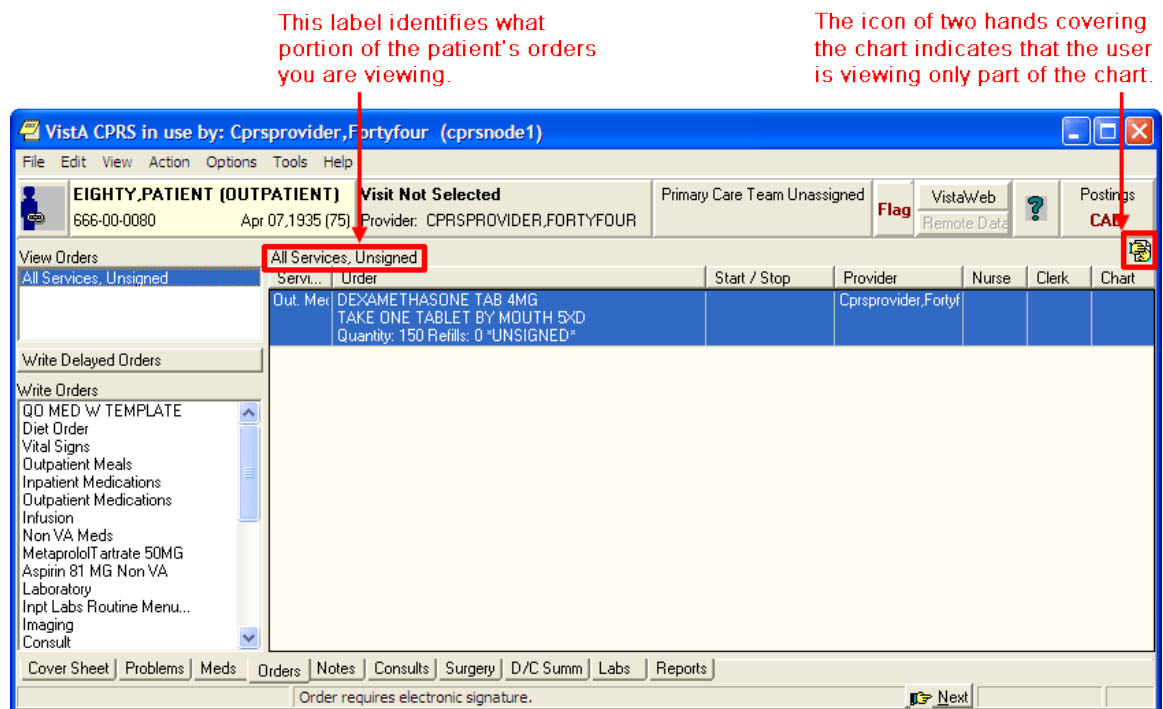 This label identifies what
portion of the patient's orders
you are viewing.
The icon of two hands covering
the chart indicates that the user
is viewing only part of the chart.
VistA CPRS in use by: Cprsprovider,Fortyfour (cprsnode1)
File Edit View Action Options Tools Help
EIGHTY,PATIENT (OUTPATIENT) Visit Not Selected Primary Care Team Unassigned Flag VistaWeb ? Postings
666-00-0080 Apr 07,1935 (75) Provider: CPRSPROVIDER,FORTYFOUR Remote Data CAD
View Orders
All Services, Unsigned
All Services, Unsigned
Servi... Order Start / Stop Provider Nurse Clerk Chart
Out. Med DEXAMETHASONE TAB 4MG Cprsprovider,Fortyf
TAKE ONE TABLET BY MOUTH 5XD
Quantity: 150 Refills: 0 *UNSIGNED*
Write Delayed Orders
Write Orders
QO MED W TEMPLATE
Diet Order
Vital Signs
Outpatient Meals
Inpatient Medications
Outpatient Medications
Infusion
Non VA Meds
MetaprololTartrate 50MG
Aspirin 81 MG Non VA
Laboratory
Inpt Labs Routine Menu...
Imaging
Consult
Cover Sheet Problems Meds Orders Notes Consults Surgery D/C Summ Labs Reports
Order requires electronic signature. Next